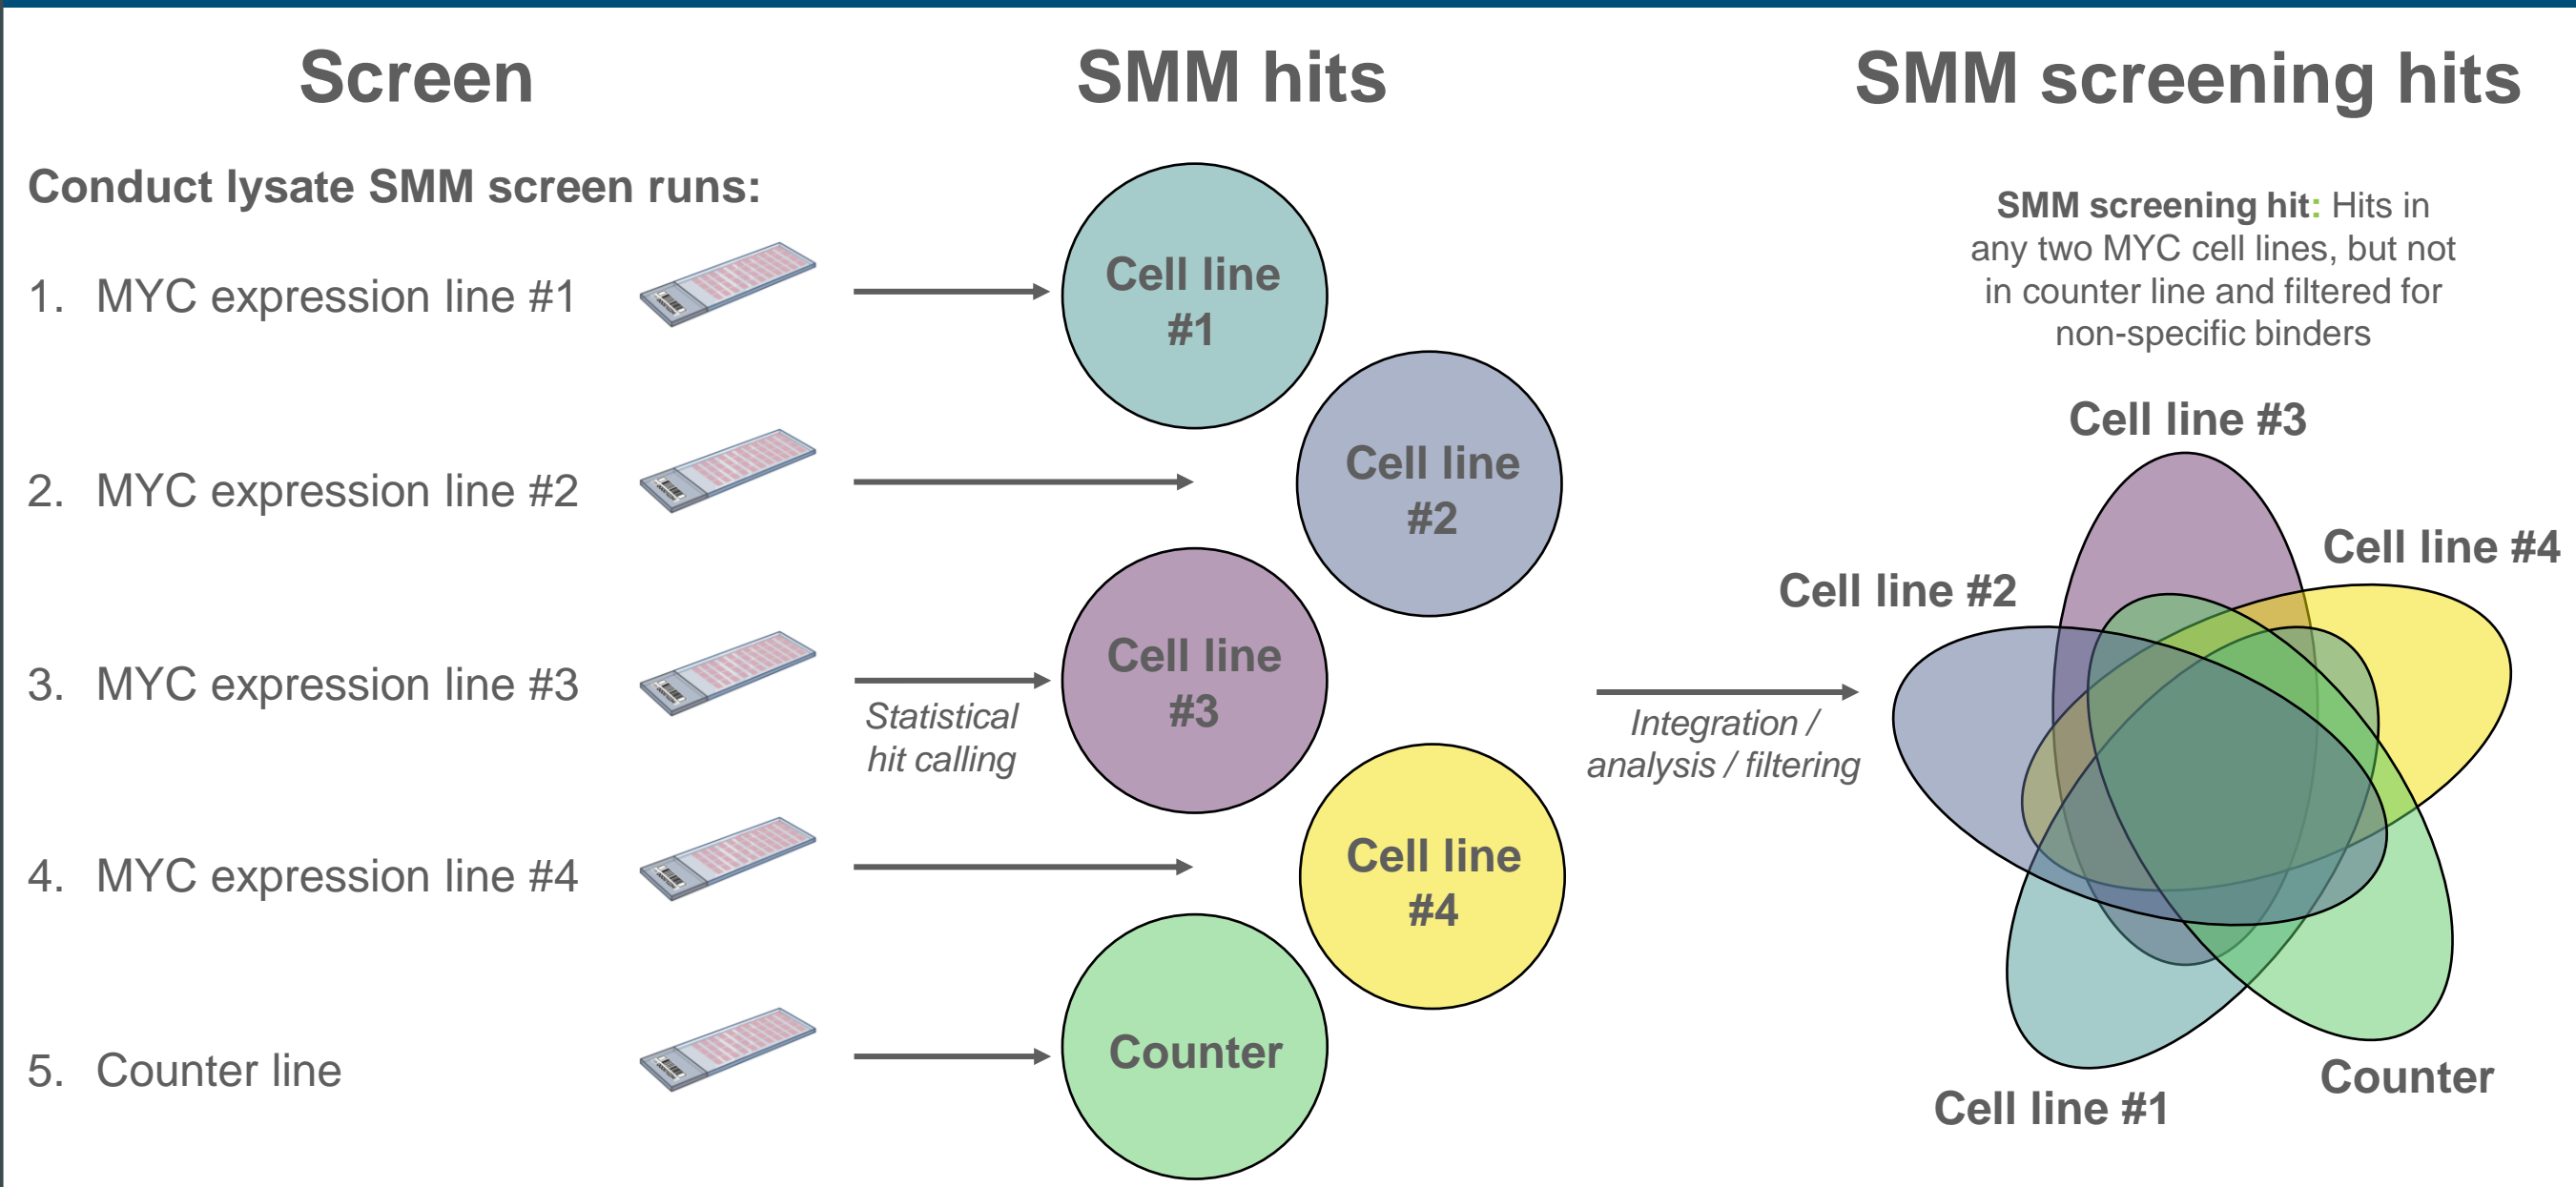 Screen
SMM hits
SMM screening hits
Conduct lysate SMM screen runs:
1. MYC expression line #1
2. MYC expression line #2
3. MYC expression line #3
4. MYC expression line #4
5. Counter line
Statistical
hit calling
Cell line
#1
Cell line
#2
Cell line
#3
Cell line
#4
Counter
Integration /
analysis / filtering
SMM screening hit: Hits in
any two MYC cell lines, but not
in counter line and filtered for
non-specific binders
Cell line #3
Cell line #4
Cell line #2
Counter
Cell line #1